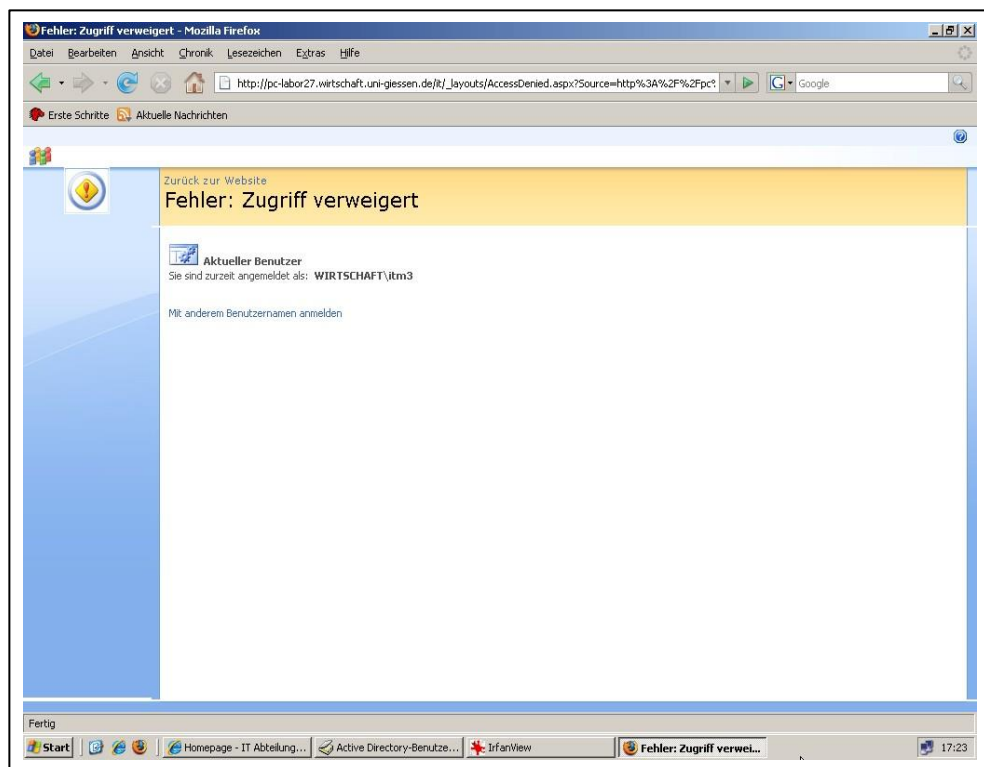 Fehler: Zugriff verweigert - Mozilla Firefox
Datei Bearbeiten Ansicht Chronik Lesezeichen Extras Hilfe
http://pc-labor27.wirtschaft.uni-giessen.de/it/_layouts/AccessDenied.aspx?Source=http%3A%2F%2Fpc% G Google
Erste Schritte Aktuelle Nachrichten
Zurück zur Website
Fehler: Zugriff verweigert
Aktueller Benutzer
Sie sind zurzeit angemeldet als: WIRTSCHAFT\itm3
Mit anderem Benutzernamen anmelden
Fertig
Start Homepage - IT Abteilung... Active Directory-Benutze... IrfanView Fehler: Zugriff verwei... 17:23